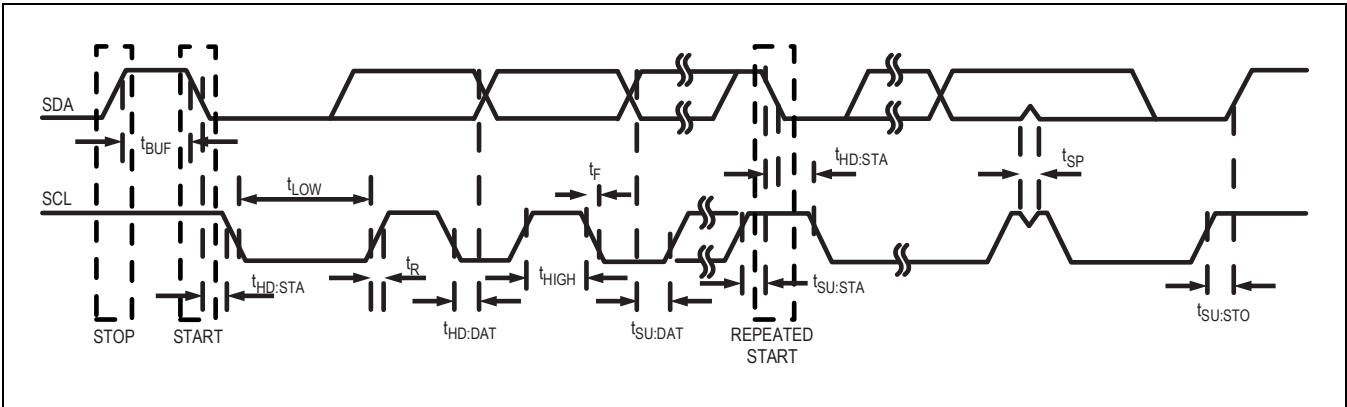 SDA
tBUF
tF
tHD:STA
tSP
SCL
tLOW
tHD:STA
tR
tHD:DAT
tHIGH
tSU:DAT
tSU:STA
tSU:STO
STOP
START
REPEATED
START